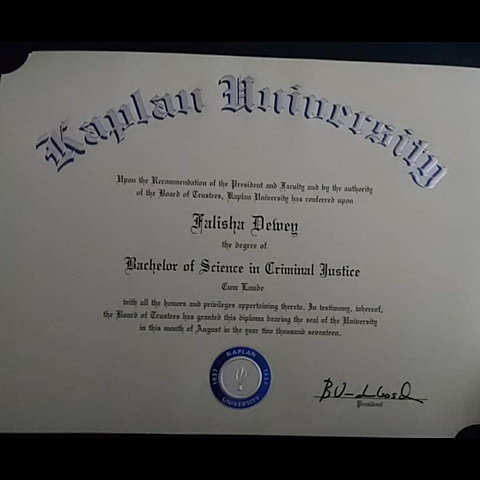 Kaplan University
Upon the Recommendation of the President and Faculty and by the authority
of the Board of Trustees, Kaplan University has conferred upon
Falisha Dewey
the degree of
Bachelor of Science in Criminal Justice
Cum Laude
with all the honors and privileges appertaining thereto. In testimony, whereof,
the Board of Trustees has granted this diploma bearing the seal of the University
in this month of August in the year two thousand seventeen.
KAPLAN
1937 1937
UNIVERSITY
President